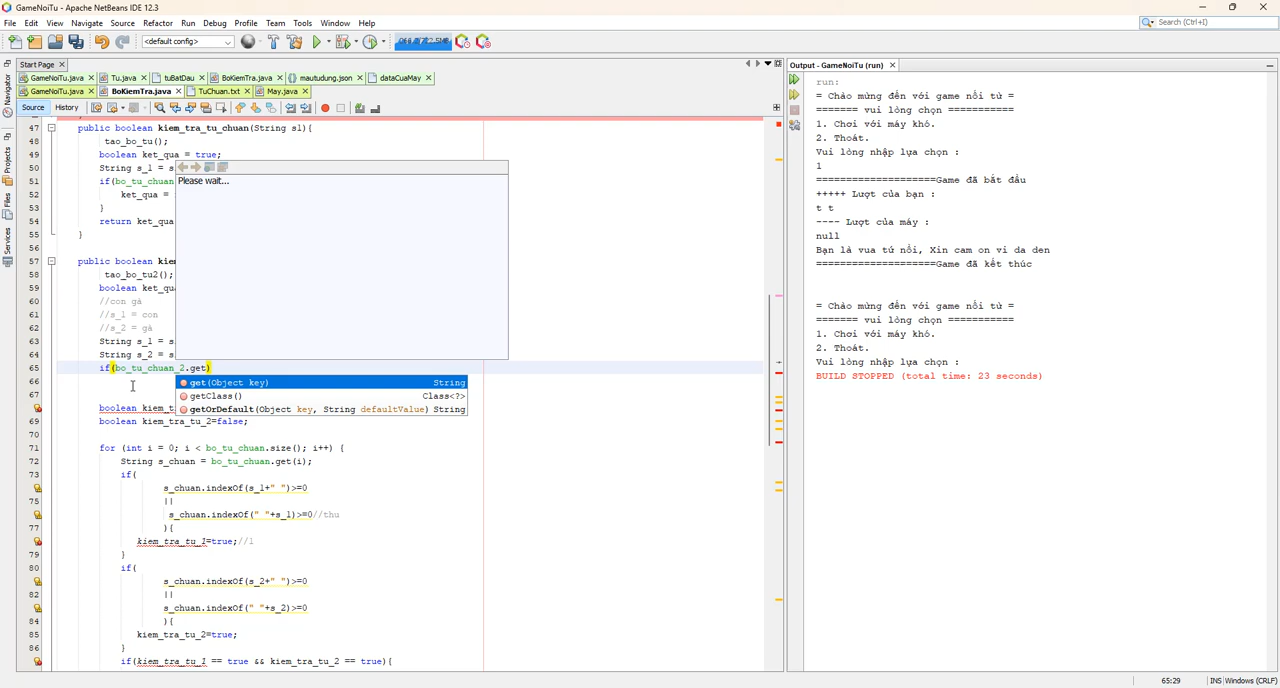 GameNoiTu - Apache NetBeans IDE 12.3
File Edit View Navigate Source Refactor Run Debug Profile Team Tools Window Help
Search (Ctrl+I)
<default config>
Start Page
GameNoiTu.java Tu.java tuBatDau BoKiemTra.java mautudung.json dataCuaMay
GameNoiTu.java BoKiemTra.java TuChuan.txt May.java
Source History
Navigator
Projects
Files
Services
47 public boolean kiem_tra_tu_chuan(String s1){
48 tao_bo_tu();
49 boolean ket_qua = true;
50 String s_1 = s
51 if(bo_tu_chuan
52 ket_qua =
53 }
54 return ket_qua
55 }
56
57 public boolean kie
58 tao_bo_tu2();
59 boolean ket_qua
60 //con gà
61 //s_1 = con
62 //s_2 = gà
63 String s_1 = s
64 String s_2 = s
65 if(bo_tu_chuan_2.get)
66
67
boolean kiem_t
69 boolean kiem_tra_tu_2=false;
70
71 for (int i = 0; i < bo_tu_chuan.size(); i++) {
72 String s_chuan = bo_tu_chuan.get(i);
73 if(
s_chuan.indexOf(s_1+" ")>=0
75 ||
s_chuan.indexOf(" "+s_1)>=0//thu
77 ){
kiem_tra_tu_1=true;//1
79 }
80 if(
s_chuan.indexOf(s_2+" ")>=0
82 ||
s_chuan.indexOf(" "+s_2)>=0
84 ){
85 kiem_tra_tu_2=true;
86 }
if(kiem_tra_tu_1 == true && kiem_tra_tu_2 == true){
Please wait...
get(Object key) String
getClass() Class<?>
getOrDefault(Object key, String defaultValue) String
Output - GameNoiTu (run)
run:
= Chào mừng đến với game nối từ =
======= vui lòng chọn ===========
1. Chơi với máy khó.
2. Thoát.
Vui lòng nhập lựa chọn :
1
====================Game đã bắt đầu
+++++ Lượt của bạn :
t t
---- Lượt của máy :
null
Bạn là vua tứ nối, Xin cam on vi da den
====================Game đã kết thúc
= Chào mừng đến với game nối từ =
======= vui lòng chọn ===========
1. Chơi với máy khó.
2. Thoát.
Vui lòng nhập lựa chọn :
BUILD STOPPED (total time: 23 seconds)
65:29 INS Windows (CRLF)